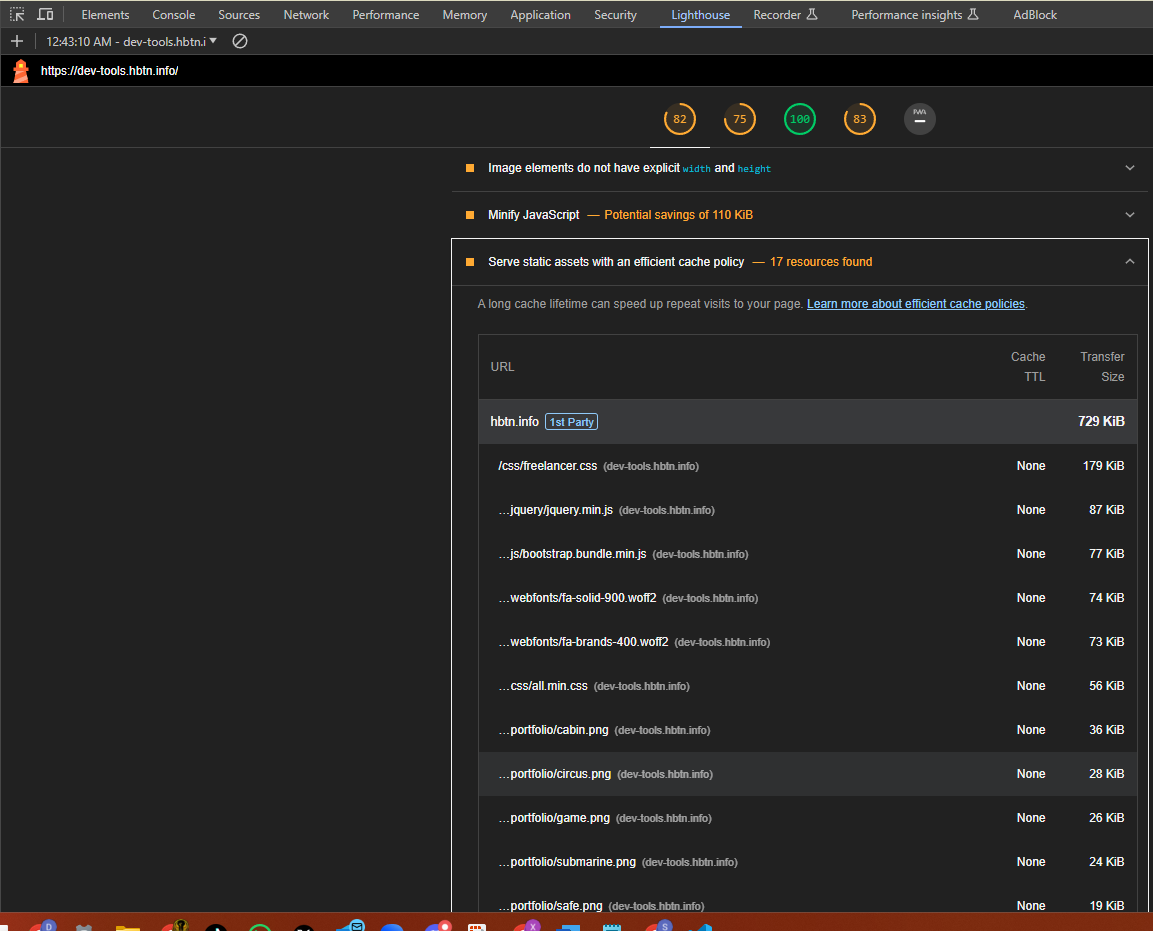 Elements Console Sources Network Performance Memory Application Security Lighthouse Recorder Performance insights AdBlock
12:43:10 AM - dev-tools.hbtn.i
https://dev-tools.hbtn.info/
82 75 100 83 PWA
Image elements do not have explicit width and height
Minify JavaScript — Potential savings of 110 KiB
Serve static assets with an efficient cache policy — 17 resources found
A long cache lifetime can speed up repeat visits to your page. Learn more about efficient cache policies.
URL Cache TTL Transfer Size
hbtn.info 1st Party 729 KiB
/css/freelancer.css (dev-tools.hbtn.info) None 179 KiB
…jquery/jquery.min.js (dev-tools.hbtn.info) None 87 KiB
…js/bootstrap.bundle.min.js (dev-tools.hbtn.info) None 77 KiB
…webfonts/fa-solid-900.woff2 (dev-tools.hbtn.info) None 74 KiB
…webfonts/fa-brands-400.woff2 (dev-tools.hbtn.info) None 73 KiB
…css/all.min.css (dev-tools.hbtn.info) None 56 KiB
…portfolio/cabin.png (dev-tools.hbtn.info) None 36 KiB
…portfolio/circus.png (dev-tools.hbtn.info) None 28 KiB
…portfolio/game.png (dev-tools.hbtn.info) None 26 KiB
…portfolio/submarine.png (dev-tools.hbtn.info) None 24 KiB
…portfolio/safe.png (dev-tools.hbtn.info) None 19 KiB
D X S